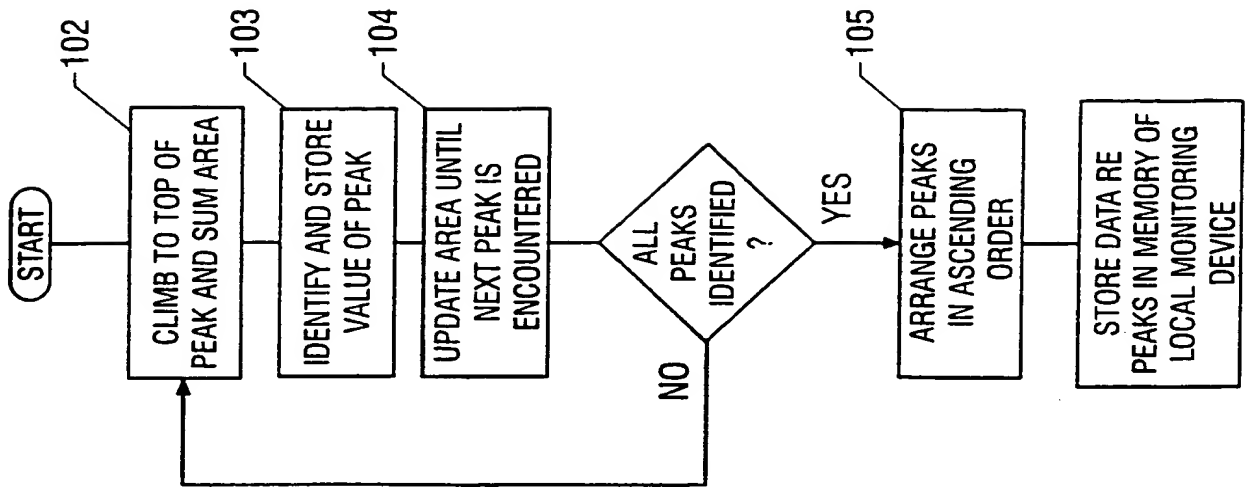 START
102
CLIMB TO TOP OF
PEAK AND SUM AREA
103
IDENTIFY AND STORE
VALUE OF PEAK
104
UPDATE AREA UNTIL
NEXT PEAK IS
ENCOUNTERED
ALL
PEAKS
IDENTIFIED
?
NO
YES
105
ARRANGE PEAKS
IN ASCENDING
ORDER
STORE DATA RE
PEAKS IN MEMORY OF
LOCAL MONITORING
DEVICE